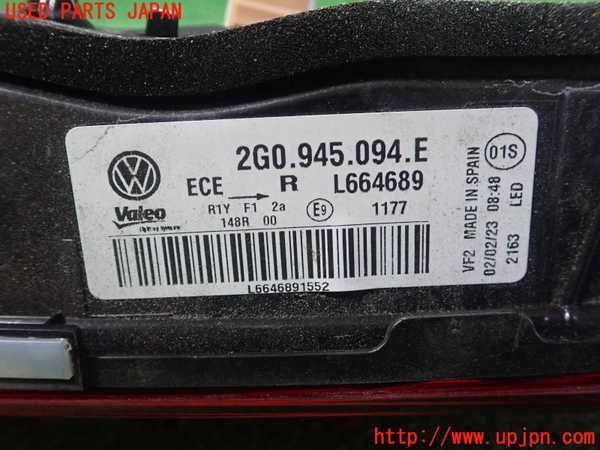 USED PARTS JAPAN
2G0.945.094.E
ECE R L664689
Valeo
R1Y F1 2a E9 1177
148R 00
L6646891552
01S
VF2 MADE IN SPAIN
02/02/23 08:48
2163 LED
http://www.upjpn.com/